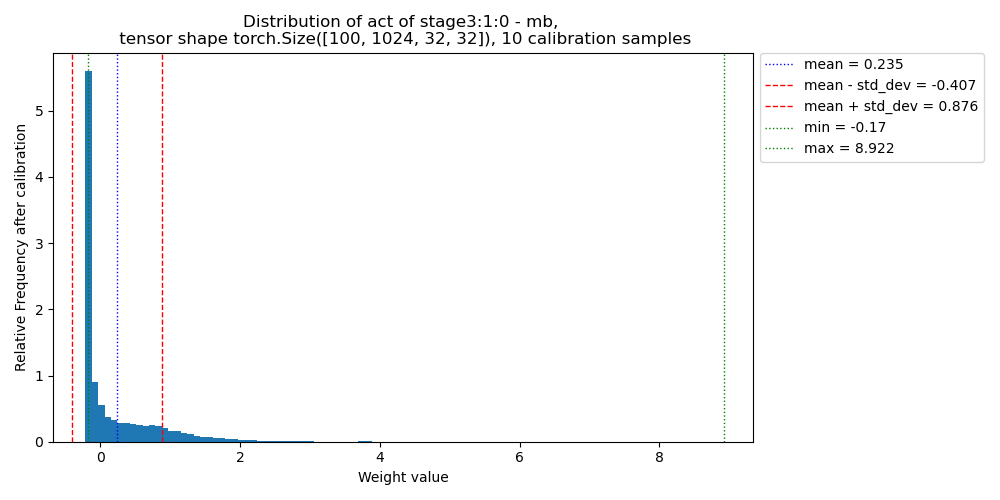 Distribution of act of stage3:1:0 - mb,
tensor shape torch.Size([100, 1024, 32, 32]), 10 calibration samples
mean = 0.235
mean - std_dev = -0.407
mean + std_dev = 0.876
min = -0.17
max = 8.922
Relative Frequency after calibration
5
4
3
2
1
0
0 2 4 6 8
Weight value